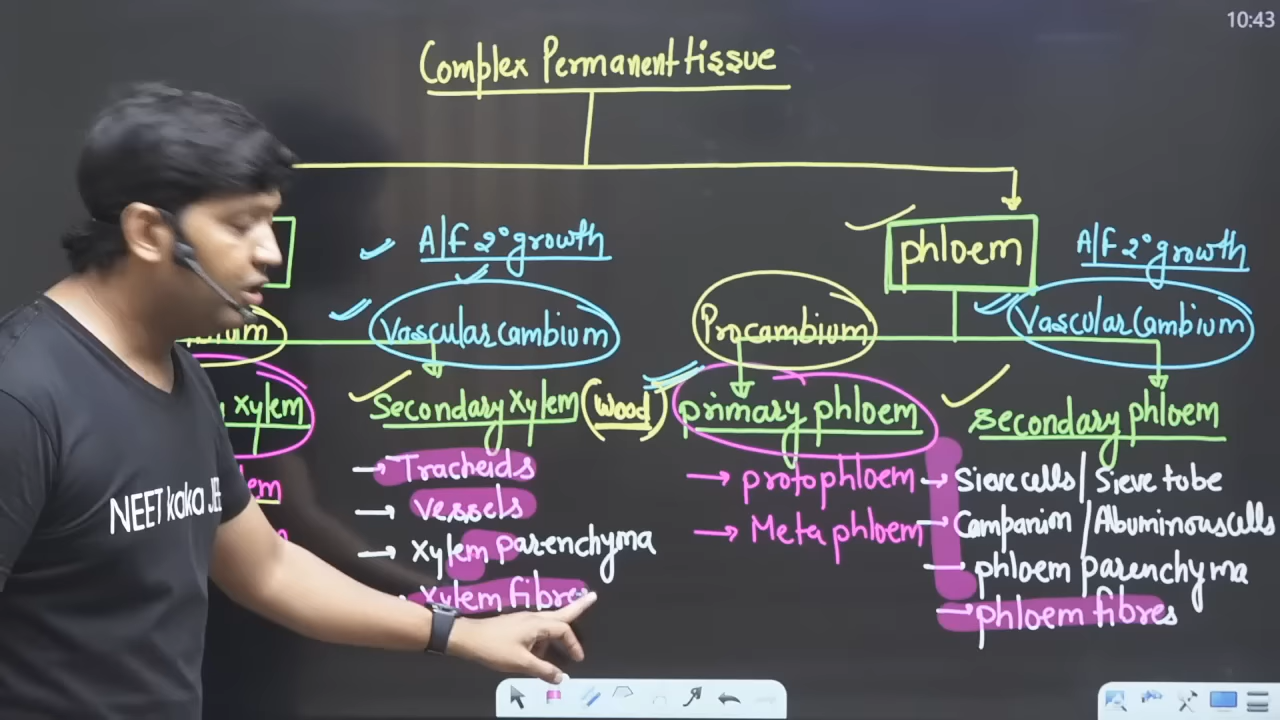 10:43
Complex Permanent tissue
A/F 2° growth
phloem
A/F 2° growth
Vascular cambium
Procambium
Vascular cambium
xylem
Secondary xylem (wood)
primary phloem
secondary phloem
→ Tracheids
→ protophloem
→ Sieve cells / Sieve tube
→ vessels
→ Meta phloem
→ Companion / Albuminous cells
→ xylem parenchyma
→ phloem parenchyma
xylem fibres
→ phloem fibres
NEET kaka JEE